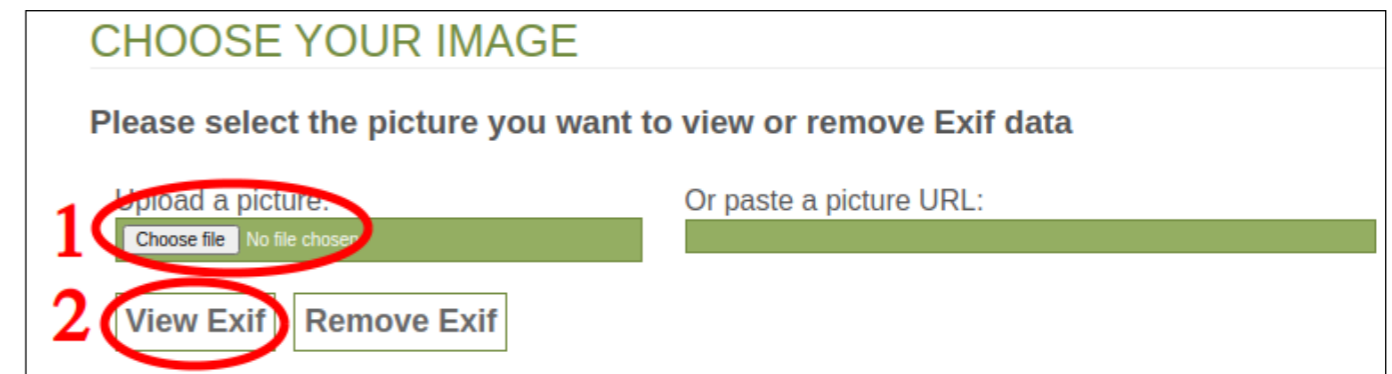 CHOOSE YOUR IMAGE
Please select the picture you want to view or remove Exif data
Upload a picture:
Or paste a picture URL:
1
Choose file No file chosen
2
View Exif
Remove Exif